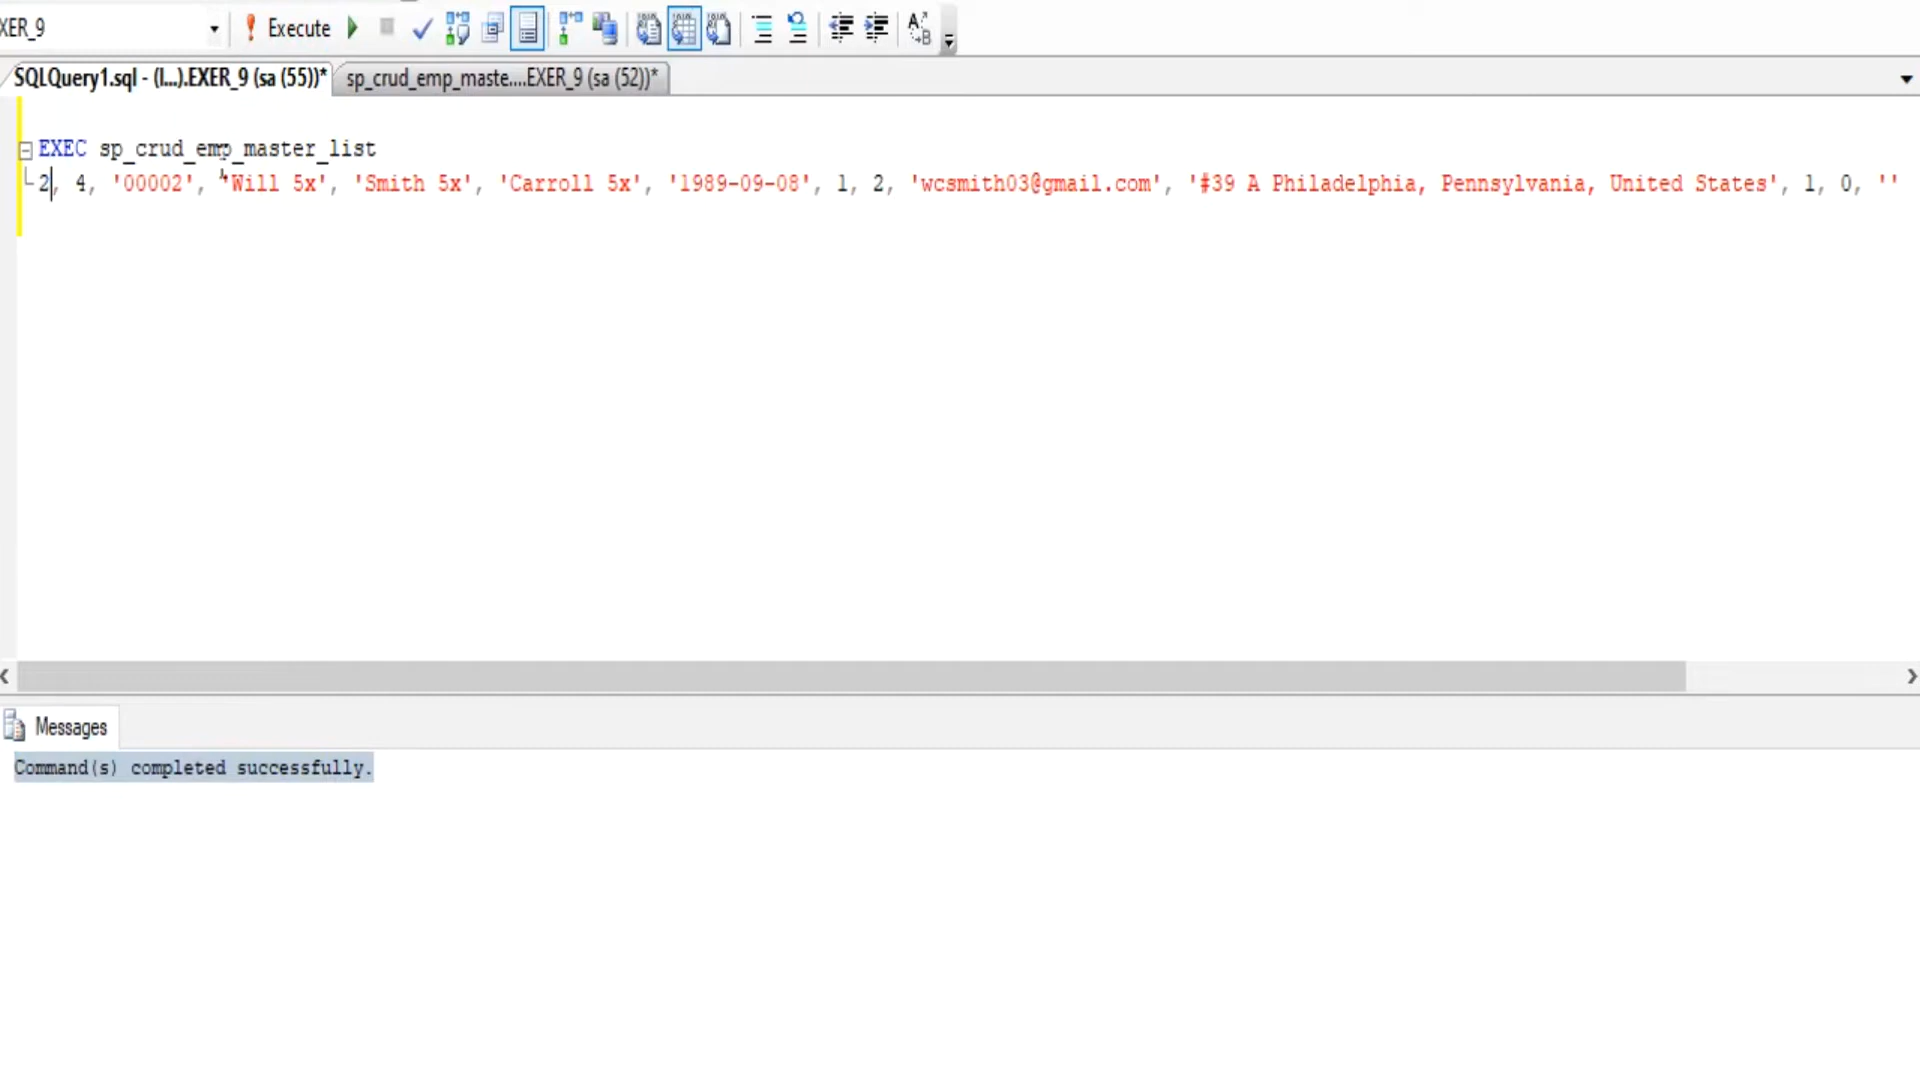 XER_9
Execute
SQLQuery1.sql - (l...).EXER_9 (sa (55))*
sp_crud_emp_maste....EXER_9 (sa (52))*
EXEC sp_crud_emp_master_list
2, 4, '00002', 'Will 5x', 'Smith 5x', 'Carroll 5x', '1989-09-08', 1, 2, 'wcsmith03@gmail.com', '#39 A Philadelphia, Pennsylvania, United States', 1, 0, ''
Messages
Command(s) completed successfully.